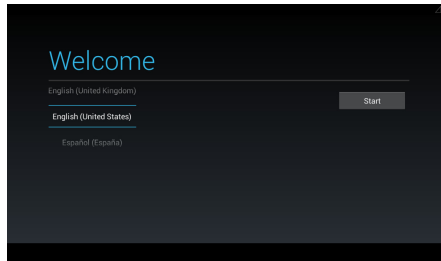 Welcome
English (United Kingdom)
Start
English (United States)
Español (España)